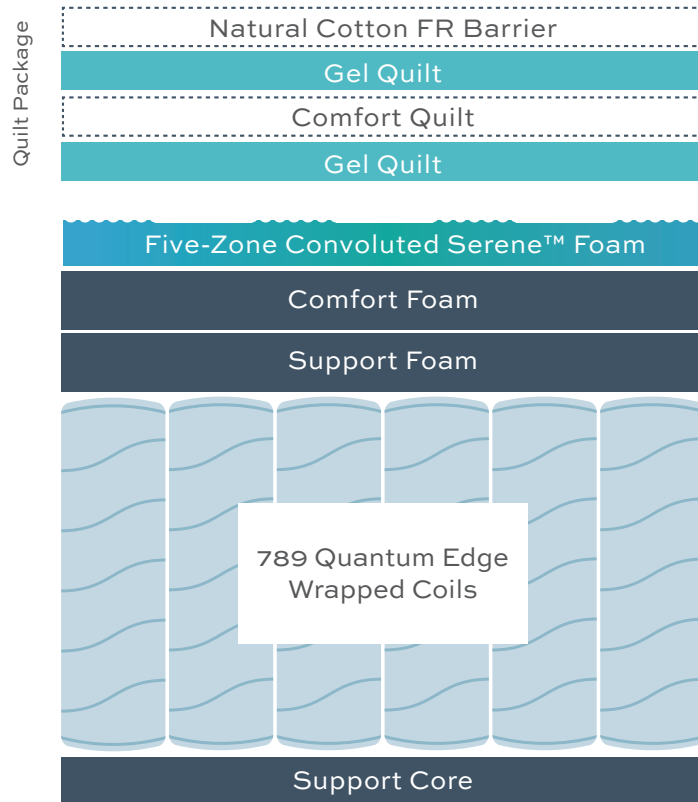 Quilt Package
Natural Cotton FR Barrier
Gel Quilt
Comfort Quilt
Gel Quilt
Five-Zone Convoluted Serene™ Foam
Comfort Foam
Support Foam
789 Quantum Edge
Wrapped Coils
Support Core